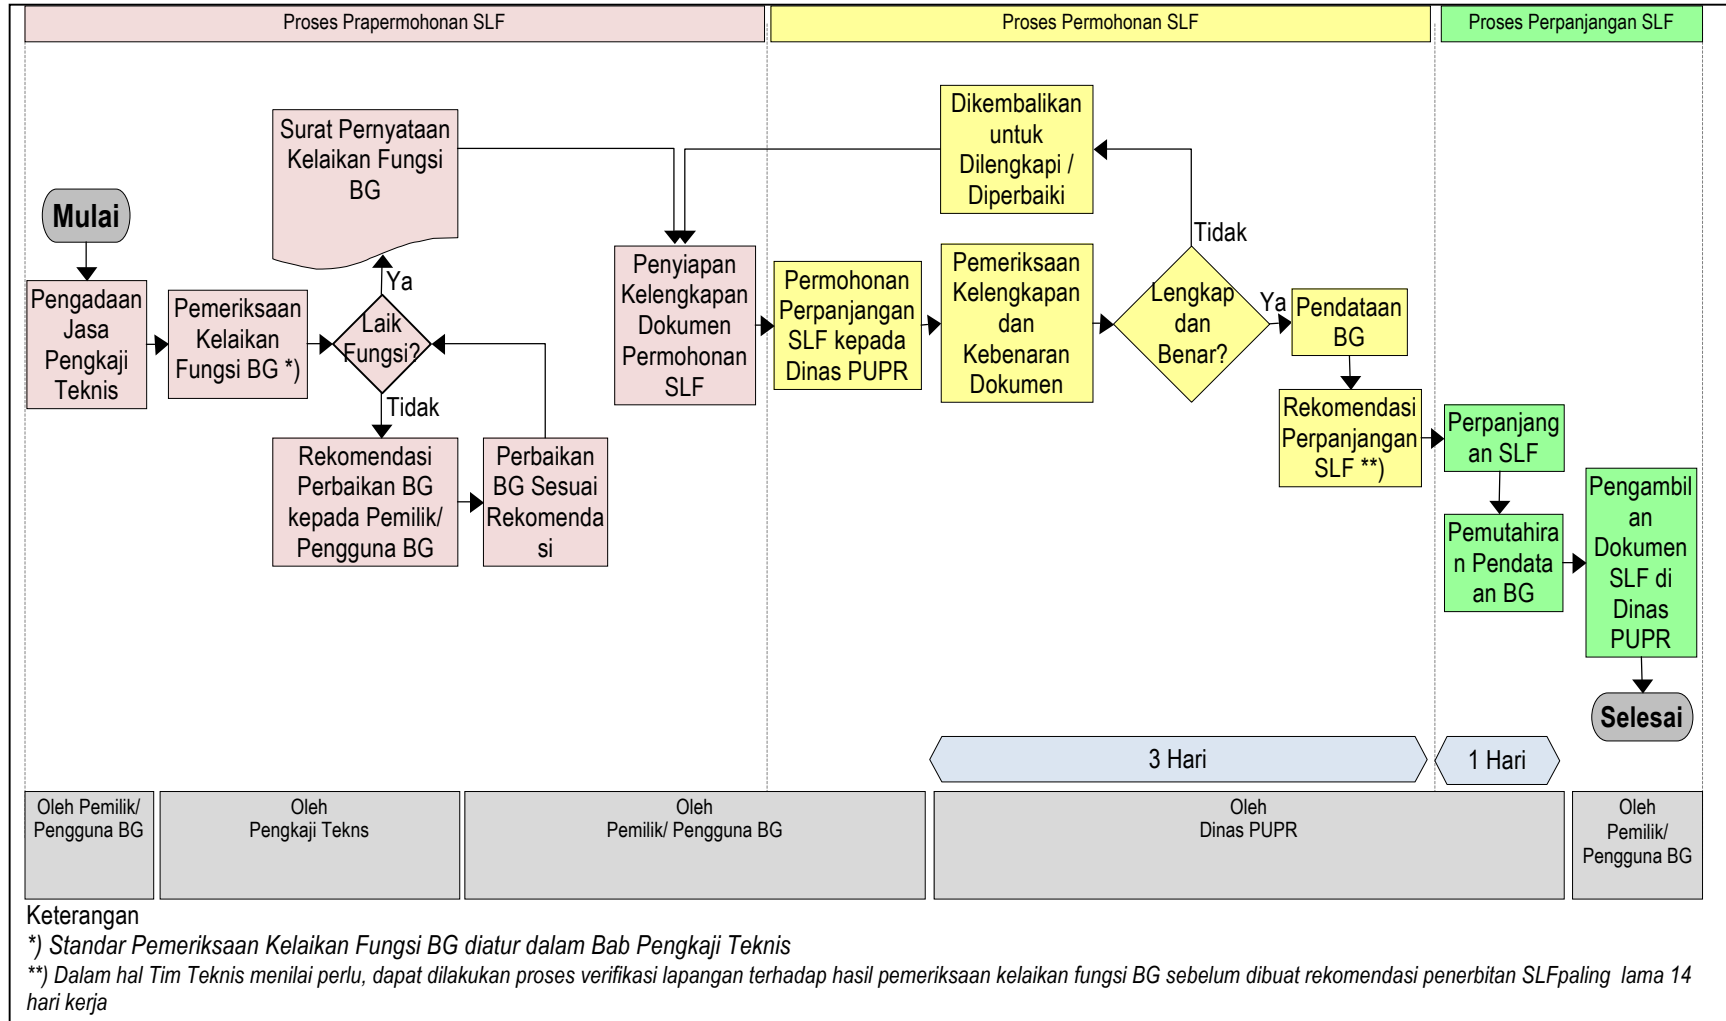 Proses Prapermohonan SLF
Proses Permohonan SLF
Proses Perpanjangan SLF
Mulai
Pengadaan
Jasa
Pengkaji
Teknis
Pemeriksaan
Kelaikan
Fungsi BG *)
Laik
Fungsi?
Ya
Surat Pernyataan
Kelaikan Fungsi
BG
Tidak
Rekomendasi
Perbaikan BG
kepada Pemilik/
Pengguna BG
Perbaikan
BG Sesuai
Rekomenda
si
Penyiapan
Kelengkapan
Dokumen
Permohonan
SLF
Permohonan
Perpanjangan
SLF kepada
Dinas PUPR
Pemeriksaan
Kelengkapan
dan
Kebenaran
Dokumen
Lengkap
dan
Benar?
Tidak
Dikembalikan
untuk
Dilengkapi /
Diperbaiki
Ya
Pendataan
BG
Rekomendasi
Perpanjangan
SLF **)
Perpanjang
an SLF
Pemutahira
n Pendata
an BG
Pengambil
an
Dokumen
SLF di
Dinas
PUPR
Selesai
3 Hari
1 Hari
Oleh Pemilik/
Pengguna BG
Oleh
Pengkaji Tekns
Oleh
Pemilik/ Pengguna BG
Oleh
Dinas PUPR
Oleh
Pemilik/
Pengguna BG
Keterangan
*) Standar Pemeriksaan Kelaikan Fungsi BG diatur dalam Bab Pengkaji Teknis
**) Dalam hal Tim Teknis menilai perlu, dapat dilakukan proses verifikasi lapangan terhadap hasil pemeriksaan kelaikan fungsi BG sebelum dibuat rekomendasi penerbitan SLFpaling lama 14
hari kerja